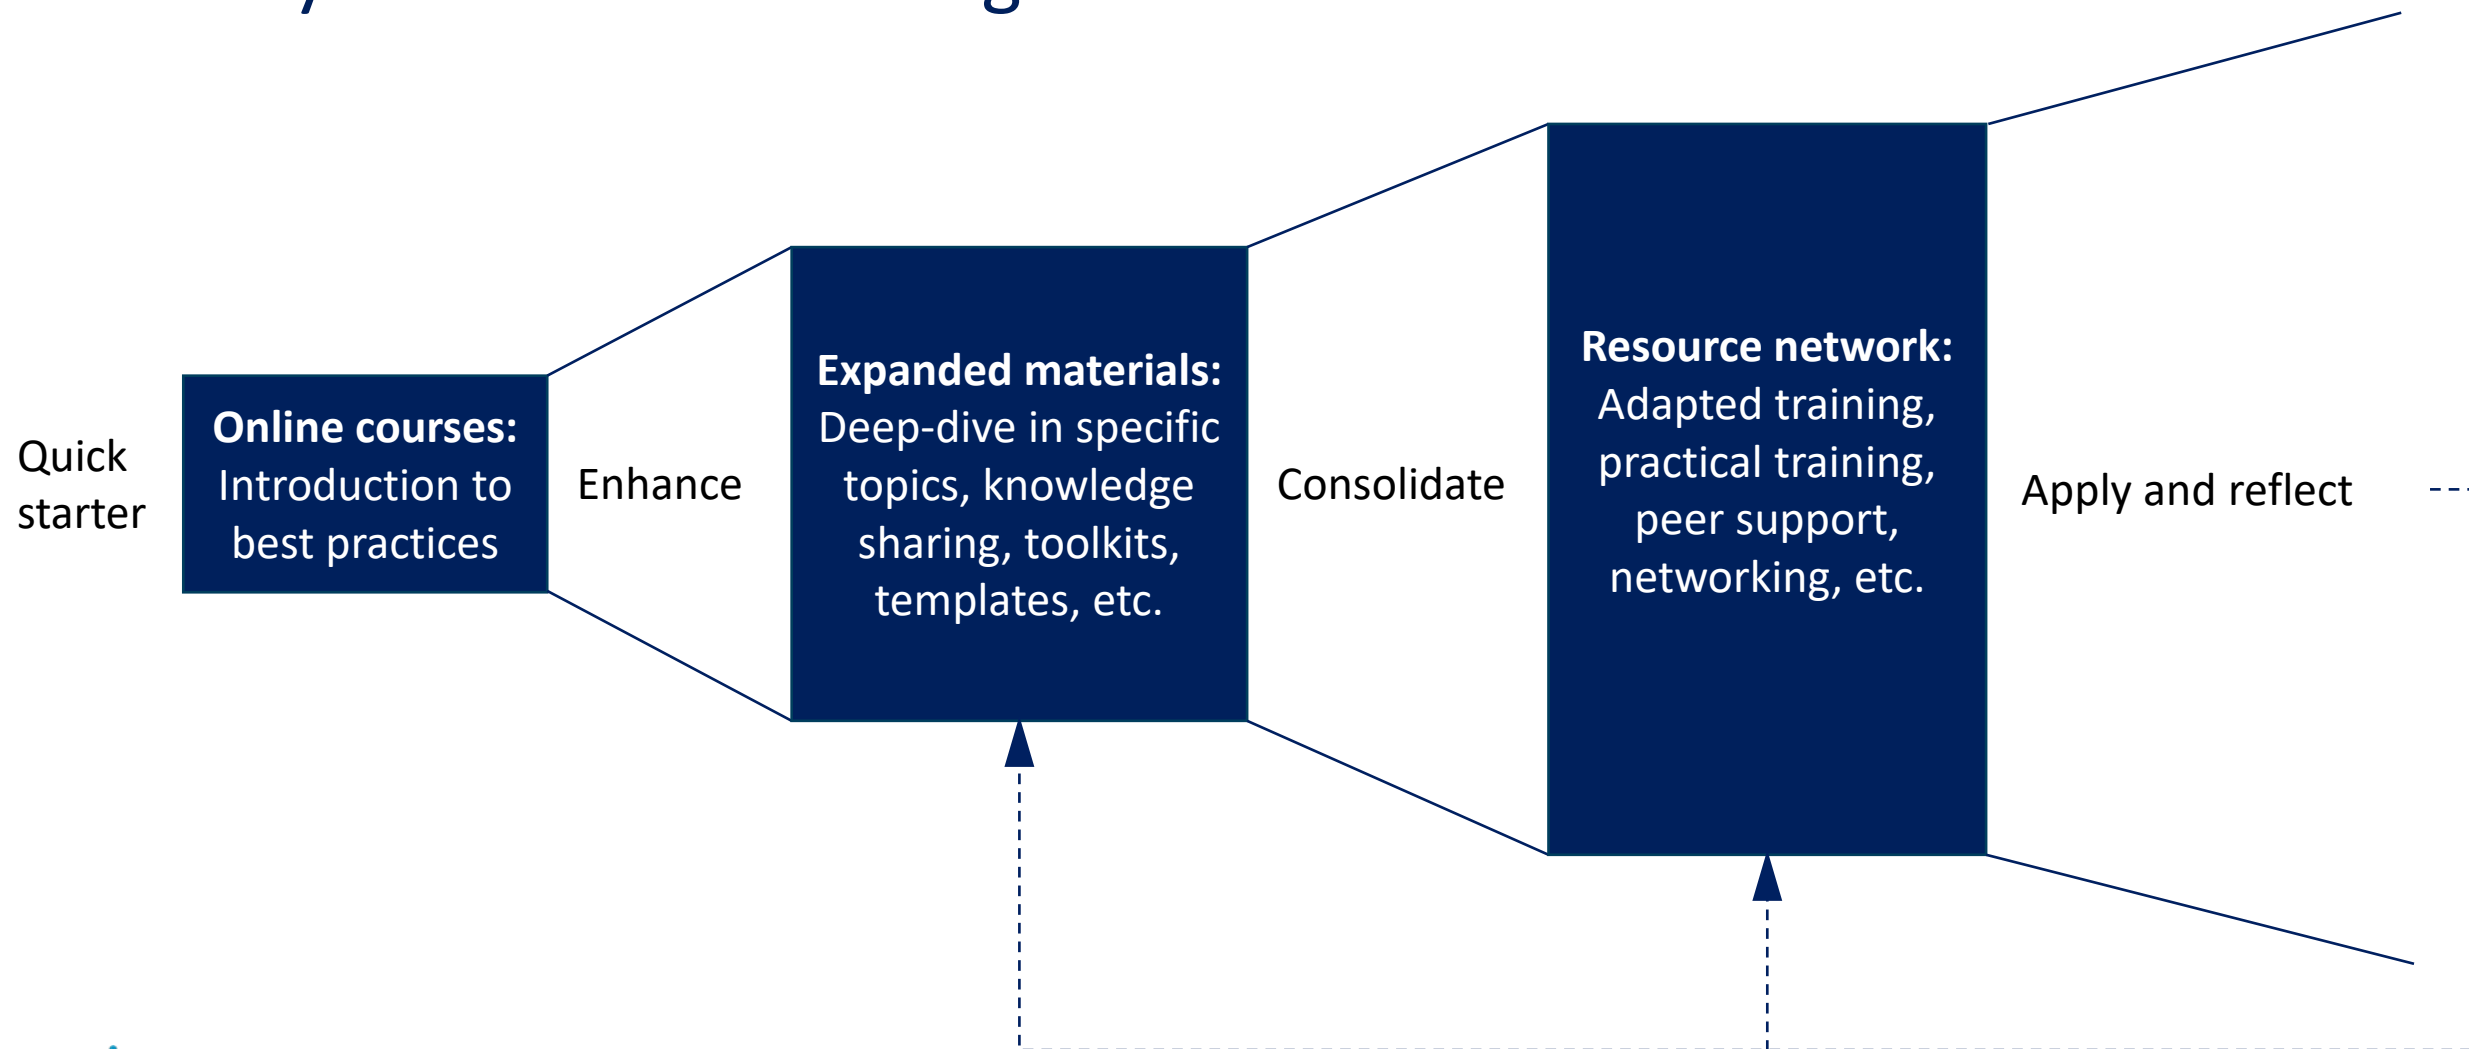 Quick
starter
Online courses:
Introduction to
best practices
Enhance
Expanded materials:
Deep-dive in specific
topics, knowledge
sharing, toolkits,
templates, etc.
Consolidate
Resource network:
Adapted training,
practical training,
peer support,
networking, etc.
Apply and reflect